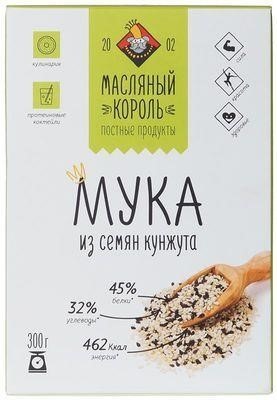 20 02
МАСЛЯНЫЙ
КОРОЛЬ
ПОСТНЫЕ ПРОДУКТЫ
кулинария
протеиновые
коктейли
сила
красота
здоровье
МУКА
из семян кунжута
45%
белки*
32%
углеводы*
462 Ккал
энергия*
300 г